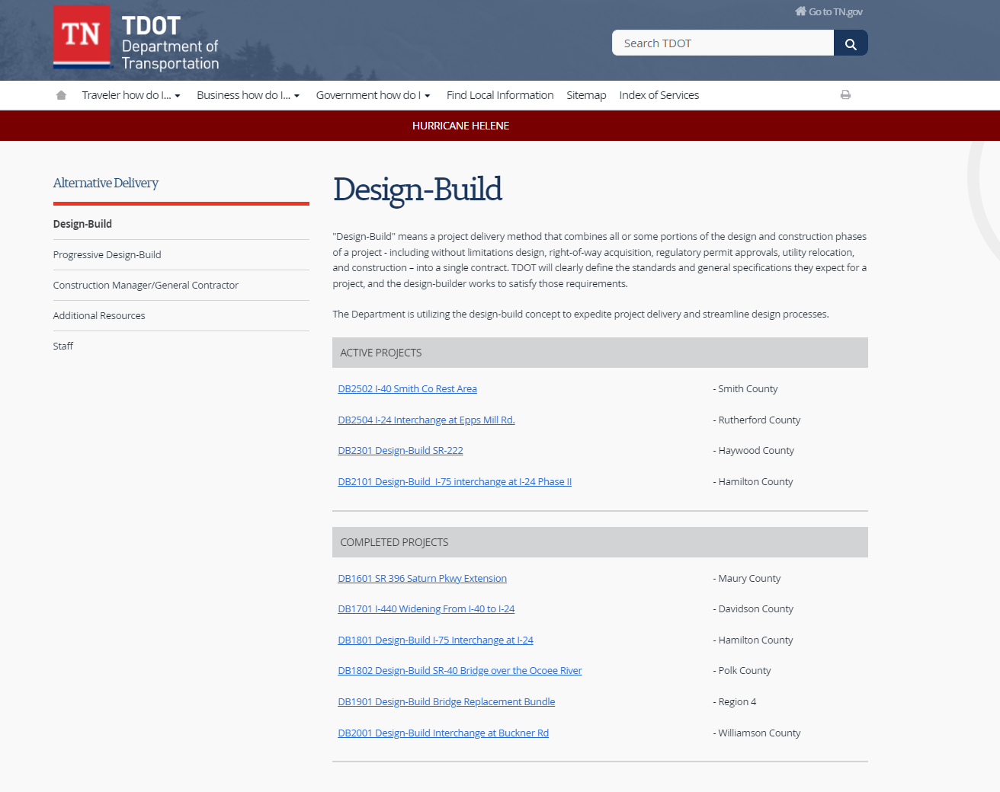 Go to TN.gov
TN
TDOT
Department of
Transportation
Search TDOT
Traveler how do I... Business how do I... Government how do I Find Local Information Sitemap Index of Services
HURRICANE HELENE
Alternative Delivery
Design-Build
Progressive Design-Build
Construction Manager/General Contractor
Additional Resources
Staff
Design-Build
"Design-Build" means a project delivery method that combines all or some portions of the design and construction phases
of a project - including without limitations design, right-of-way acquisition, regulatory permit approvals, utility relocation,
and construction – into a single contract. TDOT will clearly define the standards and general specifications they expect for a
project, and the design-builder works to satisfy those requirements.
The Department is utilizing the design-build concept to expedite project delivery and streamline design processes.
ACTIVE PROJECTS
DB2502 I-40 Smith Co Rest Area - Smith County
DB2504 I-24 Interchange at Epps Mill Rd. - Rutherford County
DB2301 Design-Build SR-222 - Haywood County
DB2101 Design-Build  I-75 interchange at I-24 Phase II - Hamilton County
COMPLETED PROJECTS
DB1601 SR 396 Saturn Pkwy Extension - Maury County
DB1701 I-440 Widening From I-40 to I-24 - Davidson County
DB1801 Design-Build I-75 Interchange at I-24 - Hamilton County
DB1802 Design-Build SR-40 Bridge over the Ocoee River - Polk County
DB1901 Design-Build Bridge Replacement Bundle - Region 4
DB2001 Design-Build Interchange at Buckner Rd - Williamson County